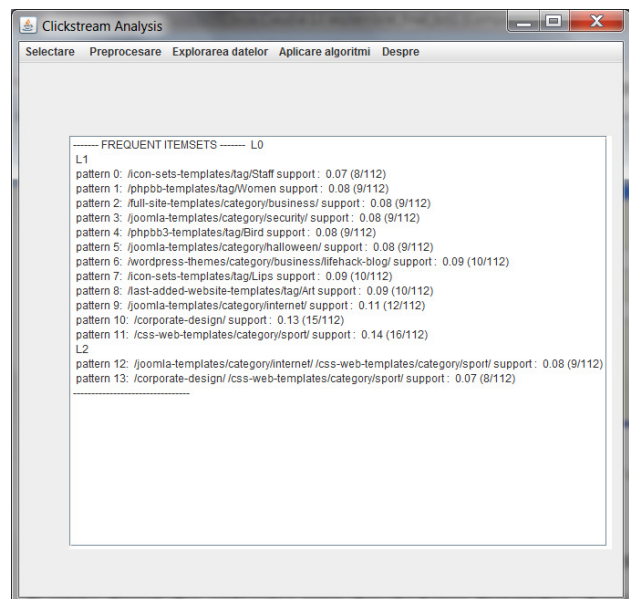 Clickstream Analysis
Selectare Preprocesare Explorarea datelor Aplicare algoritmi Despre
------- FREQUENT ITEMSETS ------- L0
L1
pattern 0: /icon-sets-templates/tag/Staff support : 0.07 (8/112)
pattern 1: /phpbb-templates/tag/Women support : 0.08 (9/112)
pattern 2: /full-site-templates/category/business/ support : 0.08 (9/112)
pattern 3: /joomla-templates/category/security/ support : 0.08 (9/112)
pattern 4: /phpbb3-templates/tag/Bird support : 0.08 (9/112)
pattern 5: /joomla-templates/category/halloween/ support : 0.08 (9/112)
pattern 6: /wordpress-themes/category/business/lifehack-blog/ support : 0.09 (10/112)
pattern 7: /icon-sets-templates/tag/Lips support : 0.09 (10/112)
pattern 8: /last-added-website-templates/tag/Art support : 0.09 (10/112)
pattern 9: /joomla-templates/category/internet/ support : 0.11 (12/112)
pattern 10: /corporate-design/ support : 0.13 (15/112)
pattern 11: /css-web-templates/category/sport/ support : 0.14 (16/112)
L2
pattern 12: /joomla-templates/category/internet/ /css-web-templates/category/sport/ support : 0.08 (9/112)
pattern 13: /corporate-design/ /css-web-templates/category/sport/ support : 0.07 (8/112)
--------------------------------